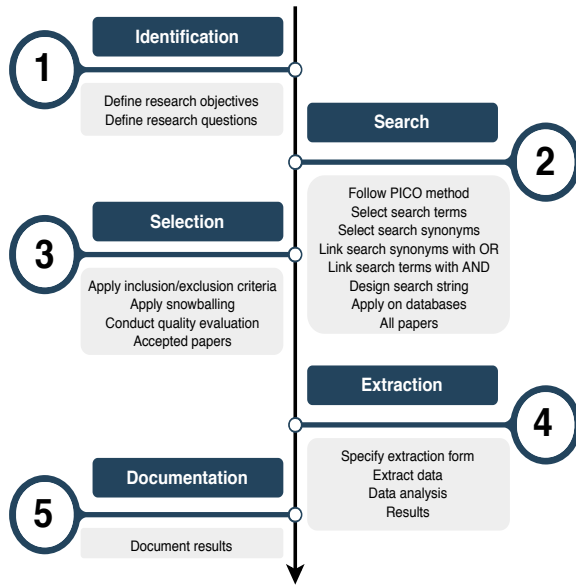 Identification
1
Define research objectives
Define research questions
Search
2
Follow PICO method
Select search terms
Select search synonyms
Link search synonyms with OR
Link search terms with AND
Design search string
Apply on databases
All papers
Selection
3
Apply inclusion/exclusion criteria
Apply snowballing
Conduct quality evaluation
Accepted papers
Extraction
4
Specify extraction form
Extract data
Data analysis
Results
Documentation
5
Document results